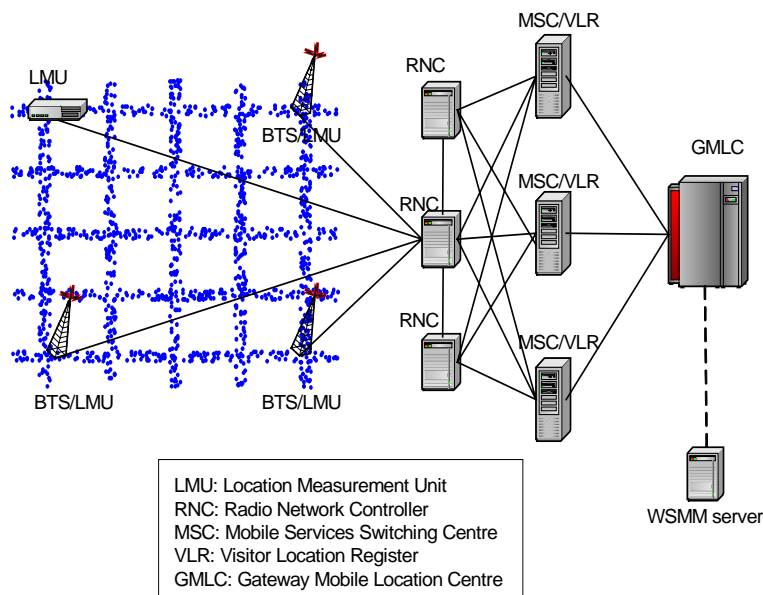 MSC/VLR
RNC
LMU
BTS/LMU
GMLC
MSC/VLR
RNC
RNC
MSC/VLR
BTS/LMU
BTS/LMU
WSMM server
LMU: Location Measurement Unit
RNC: Radio Network Controller
MSC: Mobile Services Switching Centre
VLR: Visitor Location Register
GMLC: Gateway Mobile Location Centre